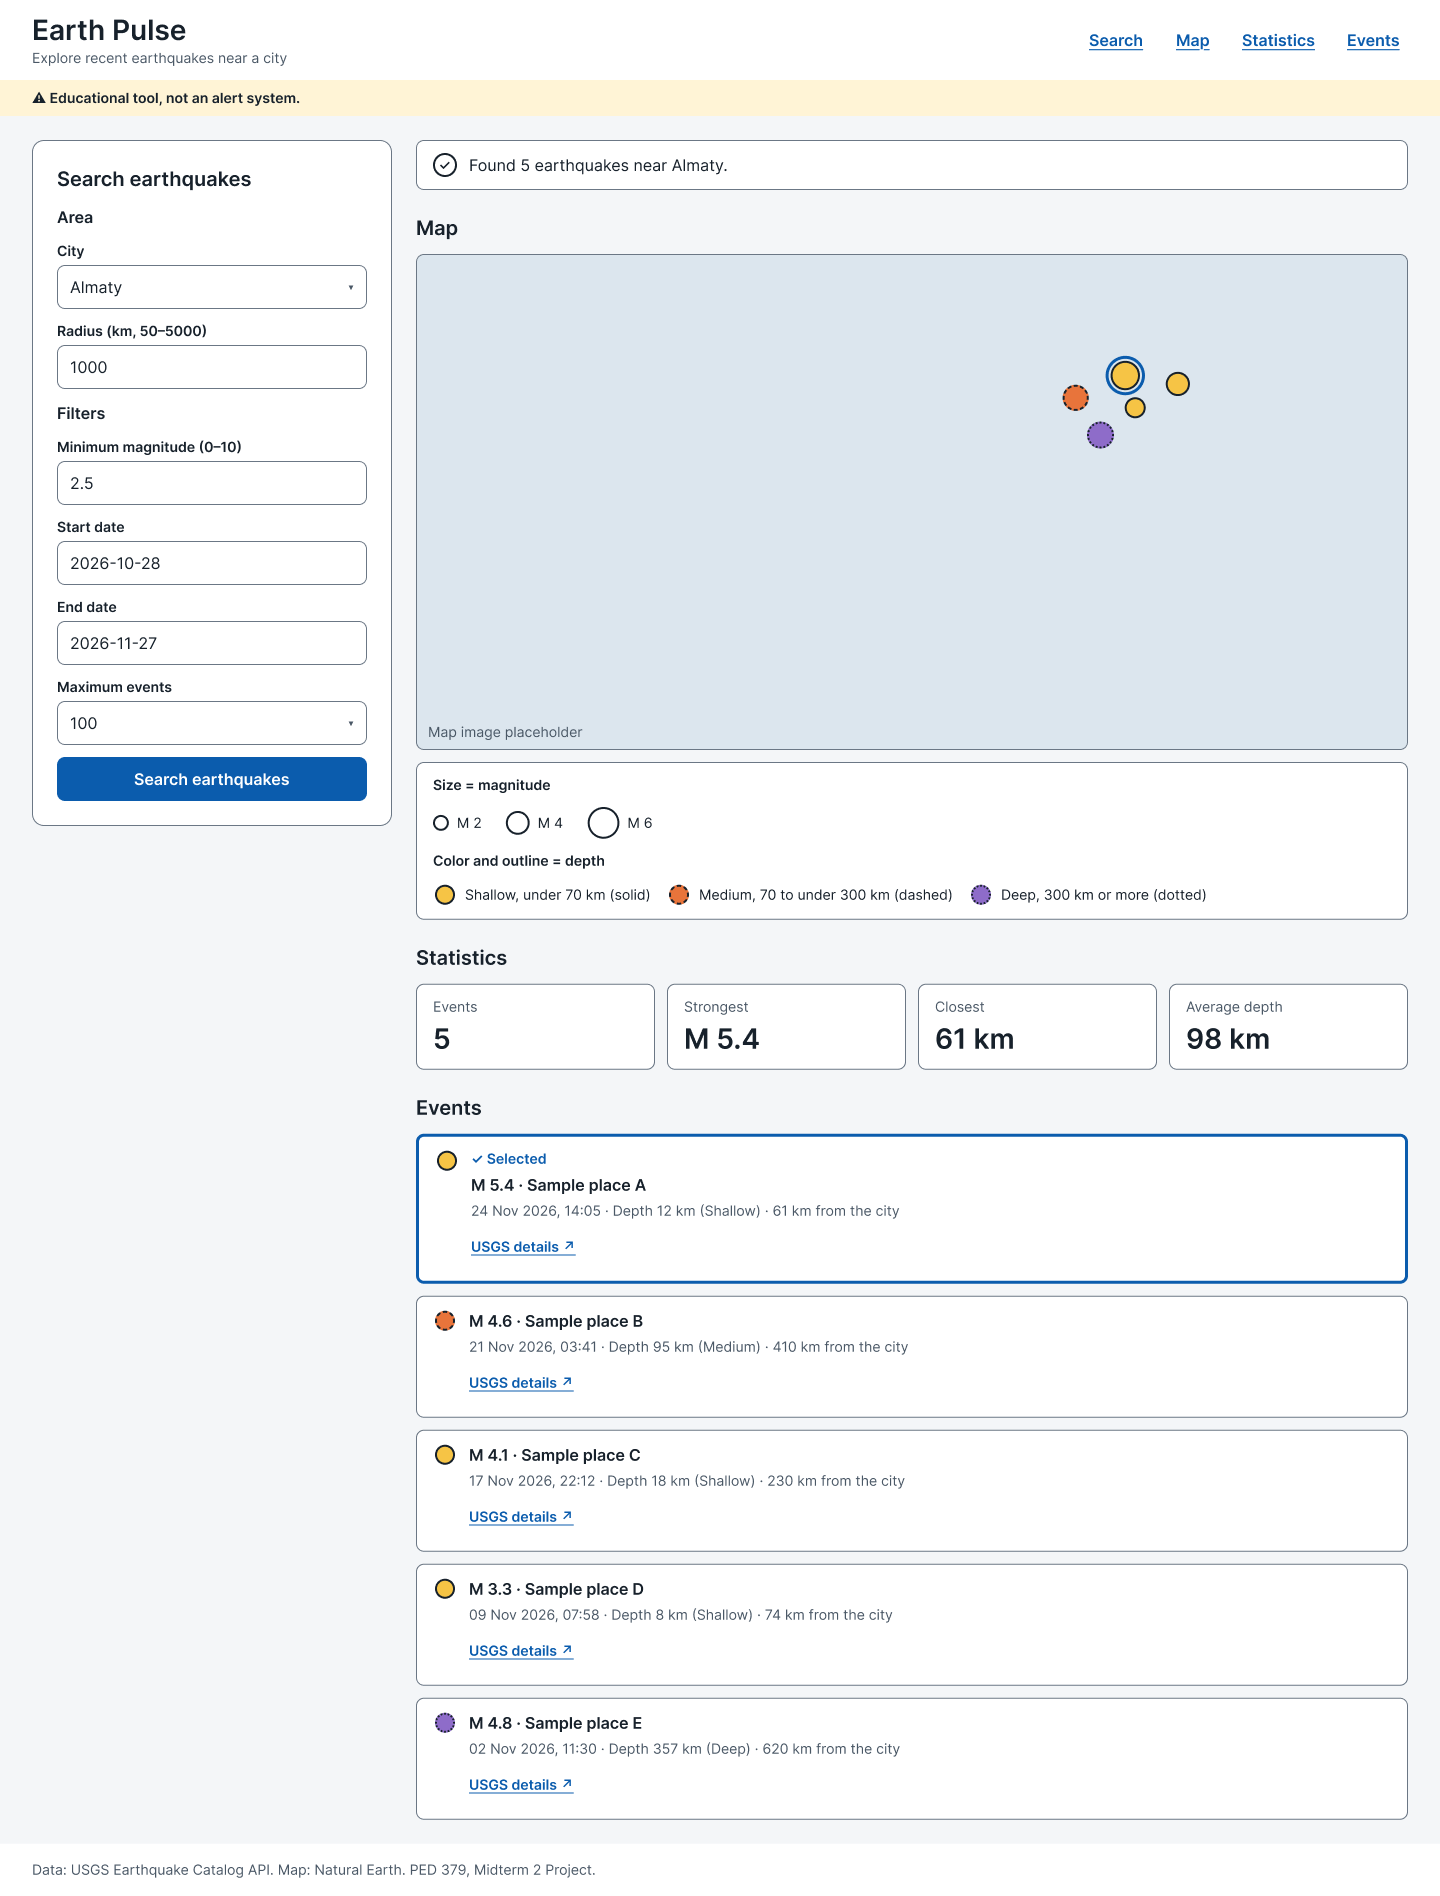 Earth Pulse
Explore recent earthquakes near a city
Search Map Statistics Events
⚠ Educational tool, not an alert system.
Search earthquakes
Area
City
Almaty
Radius (km, 50–5000)
1000
Filters
Minimum magnitude (0–10)
2.5
Start date
2026-10-28
End date
2026-11-27
Maximum events
100
Search earthquakes
Found 5 earthquakes near Almaty.
Map
Map image placeholder
Size = magnitude
M 2 M 4 M 6
Color and outline = depth
Shallow, under 70 km (solid) Medium, 70 to under 300 km (dashed) Deep, 300 km or more (dotted)
Statistics
Events
5
Strongest
M 5.4
Closest
61 km
Average depth
98 km
Events
✓ Selected
M 5.4 · Sample place A
24 Nov 2026, 14:05 · Depth 12 km (Shallow) · 61 km from the city
USGS details ↗
M 4.6 · Sample place B
21 Nov 2026, 03:41 · Depth 95 km (Medium) · 410 km from the city
USGS details ↗
M 4.1 · Sample place C
17 Nov 2026, 22:12 · Depth 18 km (Shallow) · 230 km from the city
USGS details ↗
M 3.3 · Sample place D
09 Nov 2026, 07:58 · Depth 8 km (Shallow) · 74 km from the city
USGS details ↗
M 4.8 · Sample place E
02 Nov 2026, 11:30 · Depth 357 km (Deep) · 620 km from the city
USGS details ↗
Data: USGS Earthquake Catalog API. Map: Natural Earth. PED 379, Midterm 2 Project.